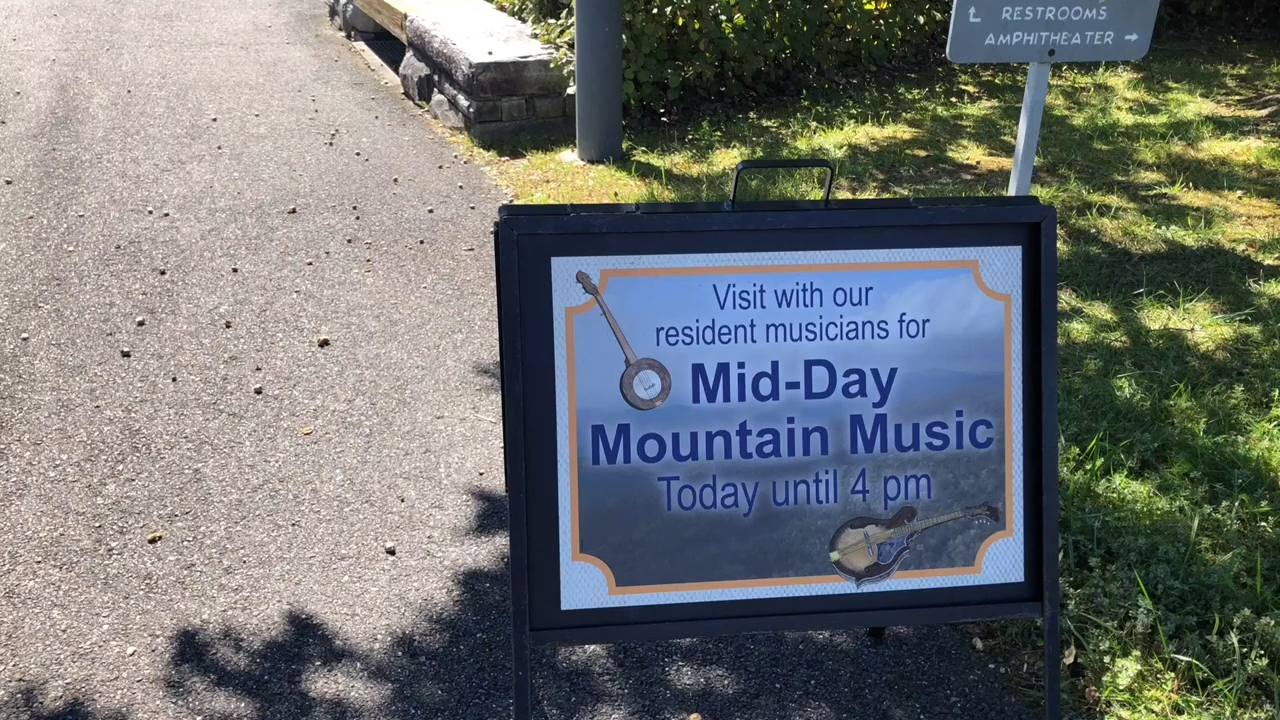 RESTROOMS
AMPHITHEATER
Visit with our
resident musicians for
Mid-Day
Mountain Music
Today until 4 pm